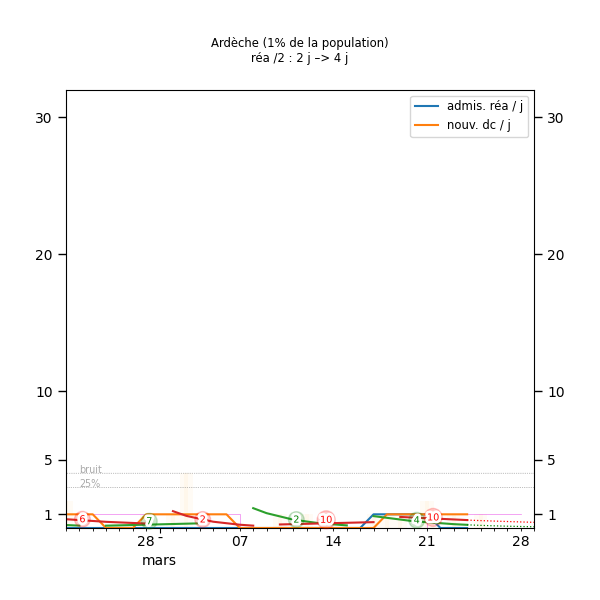 Ardèche (1% de la population)
réa /2 : 2 j –> 4 j
admis. réa / j
nouv. dc / j
30 30
20 20
10 10
5 5
bruit
25%
1 1
6 7 2 2 10 4 10
28 07 14 21 28
mars